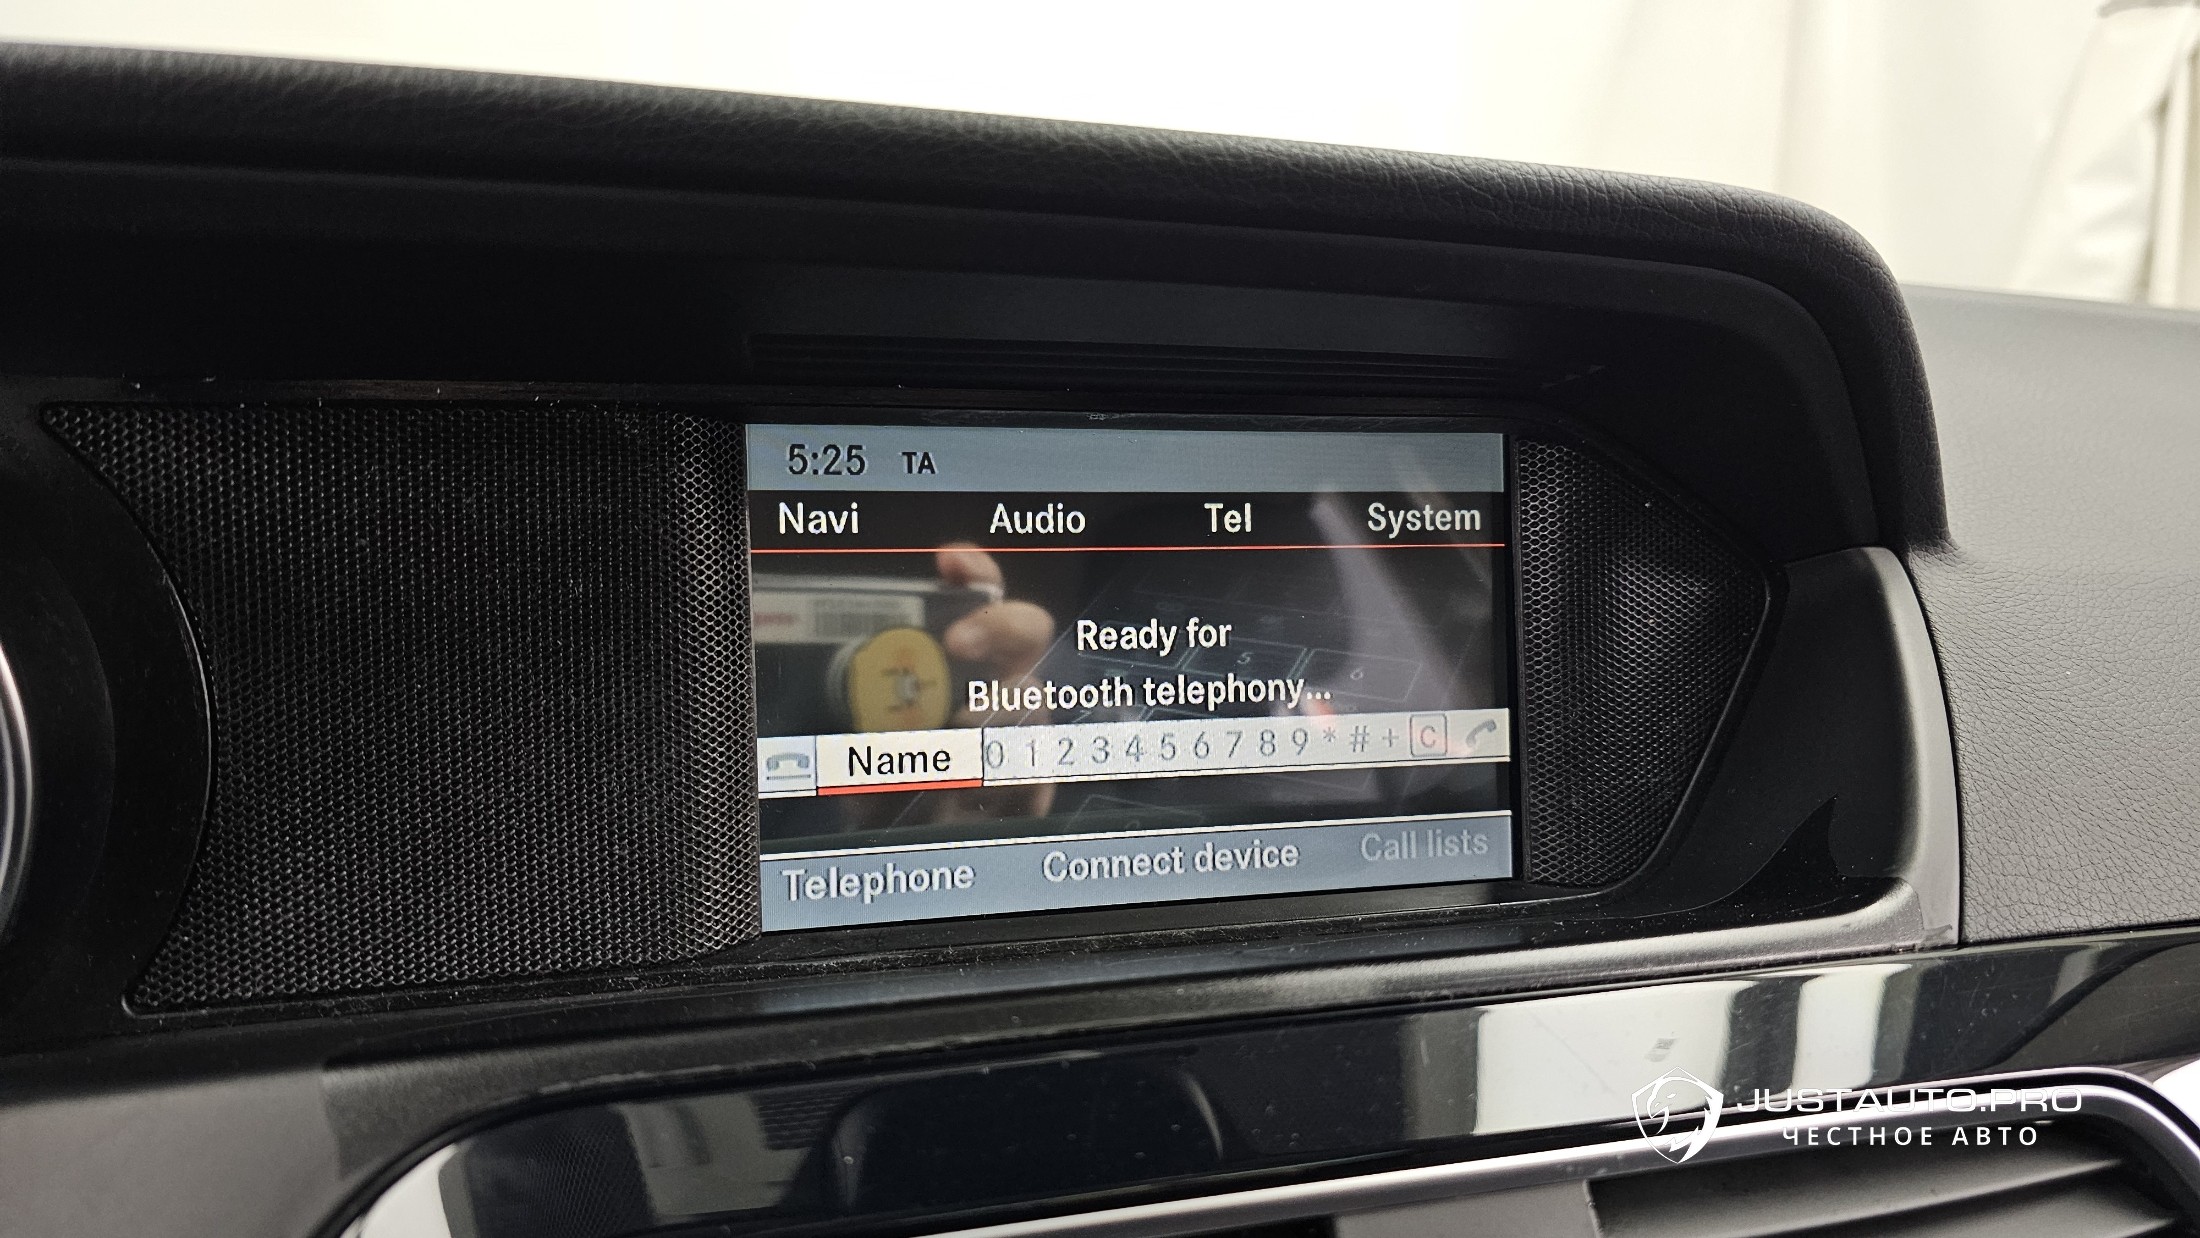 5:25 TA
Navi Audio Tel System
Ready for
Bluetooth telephony...
Name 0 1 2 3 4 5 6 7 8 9 * # + C
Telephone Connect device Call lists
JUSTAUTO.PRO
ЧЕСТНОЕ АВТО